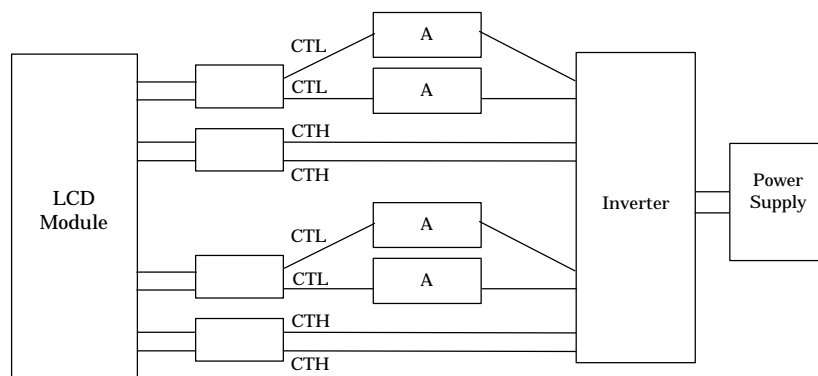 CTL
A
CTL
A
CTH
CTH
LCD
Module
Inverter
Power
Supply
CTL
A
CTL
A
CTH
CTH